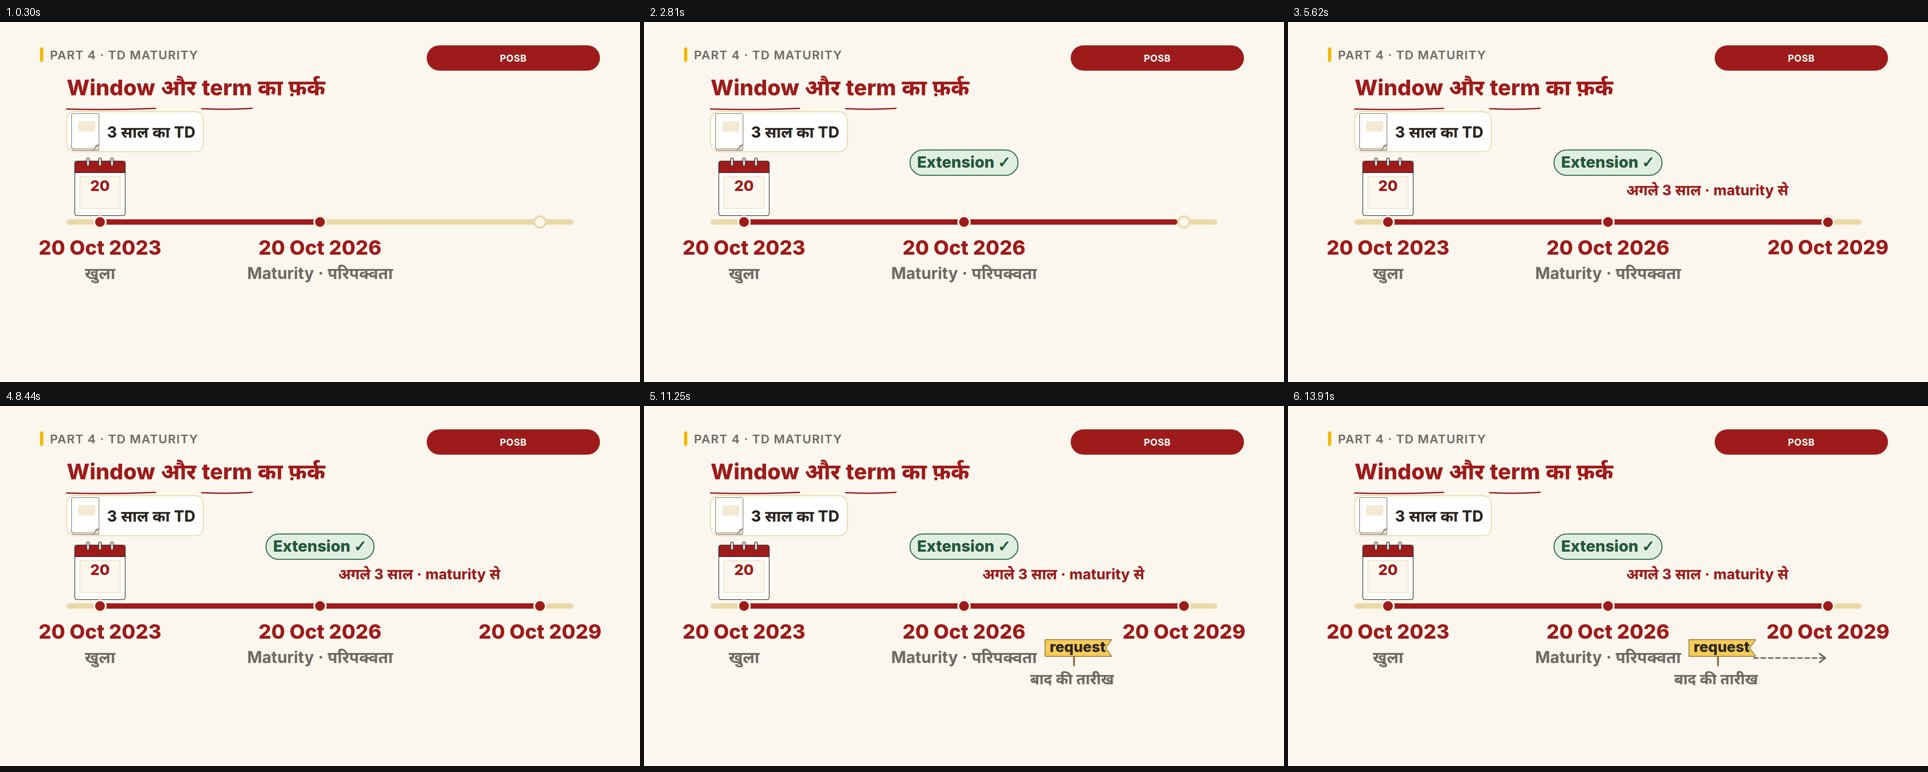 1. 0.30s
PART 4 · TD MATURITY
POSB
Window और term का फ़र्क
3 साल का TD
20
20 Oct 2023
20 Oct 2026
खुला
Maturity · परिपक्वता
2. 2.81s
PART 4 · TD MATURITY
POSB
Window और term का फ़र्क
3 साल का TD
Extension ✓
20
20 Oct 2023
20 Oct 2026
खुला
Maturity · परिपक्वता
3. 5.62s
PART 4 · TD MATURITY
POSB
Window और term का फ़र्क
3 साल का TD
Extension ✓
20
अगले 3 साल · maturity से
20 Oct 2023
20 Oct 2026
20 Oct 2029
खुला
Maturity · परिपक्वता
4. 8.44s
PART 4 · TD MATURITY
POSB
Window और term का फ़र्क
3 साल का TD
Extension ✓
20
अगले 3 साल · maturity से
20 Oct 2023
20 Oct 2026
20 Oct 2029
खुला
Maturity · परिपक्वता
5. 11.25s
PART 4 · TD MATURITY
POSB
Window और term का फ़र्क
3 साल का TD
Extension ✓
20
अगले 3 साल · maturity से
20 Oct 2023
20 Oct 2026
20 Oct 2029
खुला
Maturity · परिपक्वता
request
बाद की तारीख
6. 13.91s
PART 4 · TD MATURITY
POSB
Window और term का फ़र्क
3 साल का TD
Extension ✓
20
अगले 3 साल · maturity से
20 Oct 2023
20 Oct 2026
20 Oct 2029
खुला
Maturity · परिपक्वता
request
बाद की तारीख